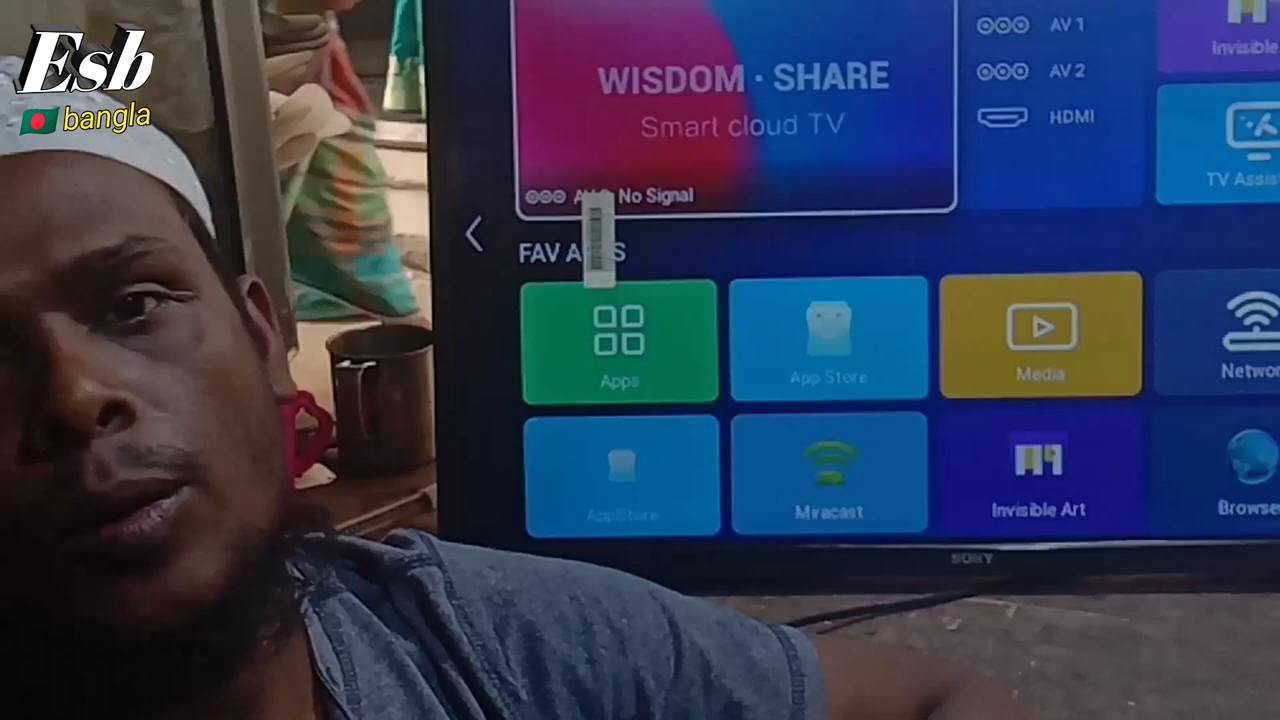 Esb
bangla
WISDOM · SHARE
Smart cloud TV
No Signal
AV 1
AV 2
HDMI
Invisible
TV Assis
FAV A S
Apps
App Store
Media
Networ
AppStore
Miracast
Invisible Art
Browse
SONY